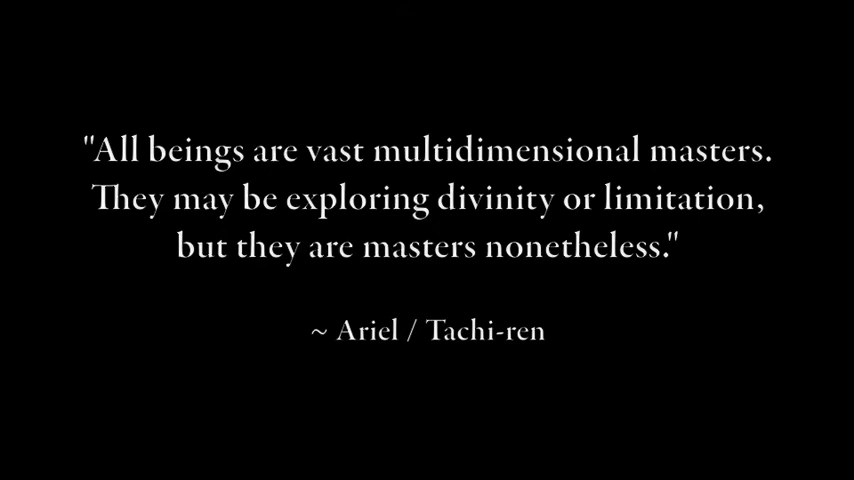 "All beings are vast multidimensional masters.
They may be exploring divinity or limitation,
but they are masters nonetheless."
~ Ariel / Tachi-ren